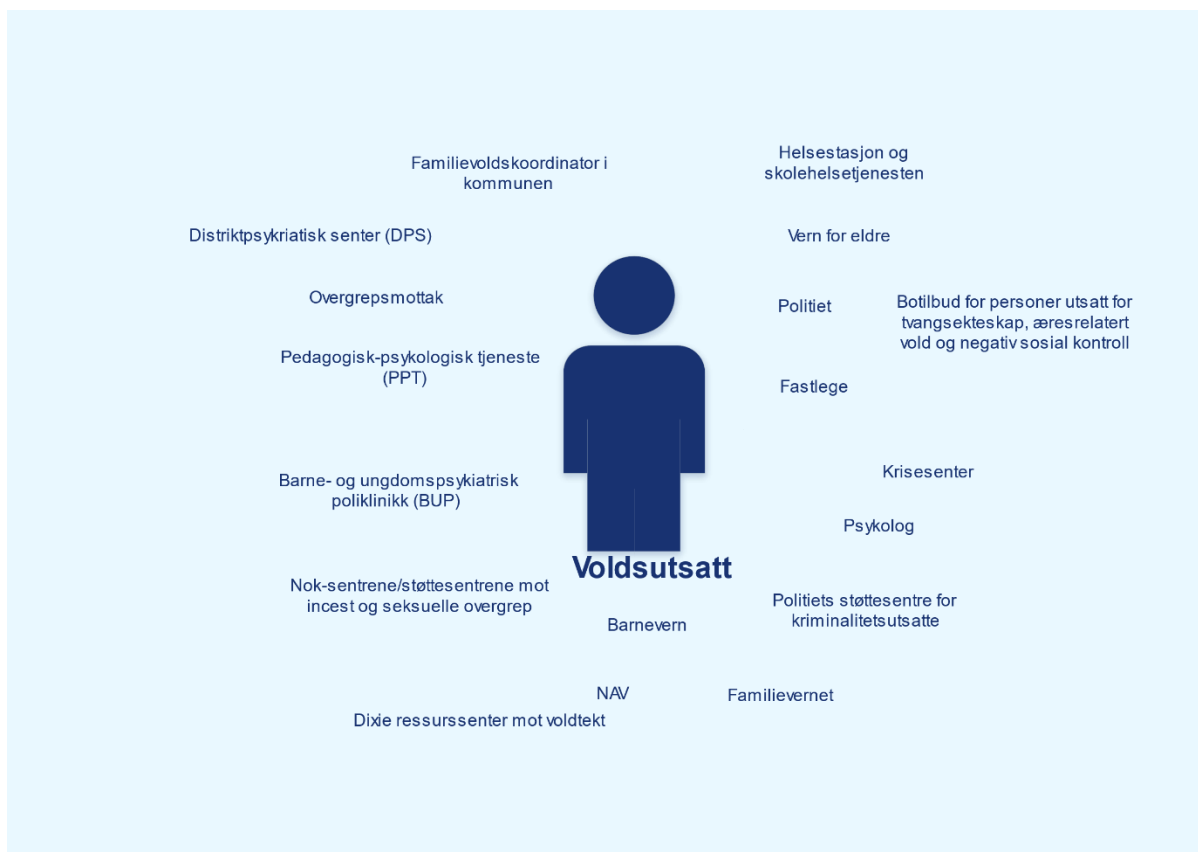 Familievoldskoordinator i
kommunen
Helsestasjon og
skolehelsetjenesten
Distriktpsykriatisk senter (DPS)
Vern for eldre
Overgrepsmottak
Politiet
Botilbud for personer utsatt for
tvangsekteskap, æresrelatert
vold og negativ sosial kontroll
Pedagogisk-psykologisk tjeneste
(PPT)
Fastlege
Barne- og ungdomspsykiatrisk
poliklinikk (BUP)
Krisesenter
Psykolog
Voldsutsatt
Nok-sentrene/støttesentrene mot
incest og seksuelle overgrep
Politiets støttesentre for
kriminalitetsutsatte
Barnevern
NAV
Familievernet
Dixie ressurssenter mot voldtekt